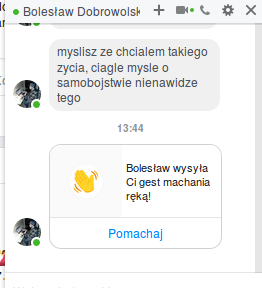 Bolesław Dobrowolsk
myslisz ze chcialem takiego
zycia, ciagle mysle o
samobojstwie nienawidze
tego
13:44
Bolesław wysyła
Ci gest machania
ręką!
Pomachaj